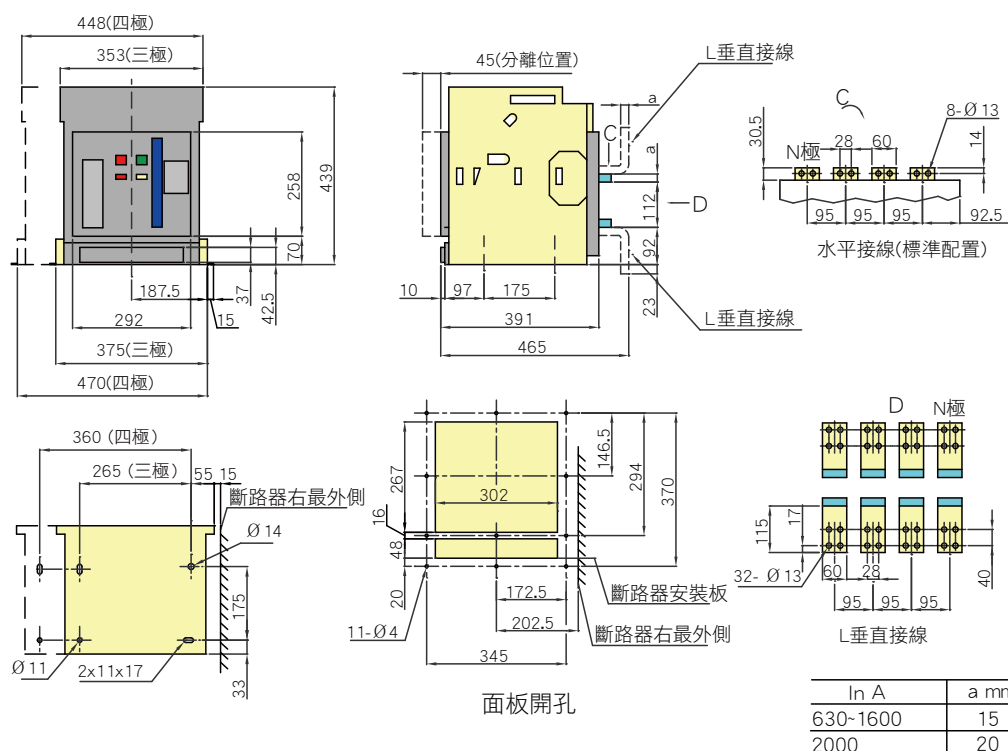 448(四極)
353(三極)
258
439
70
187.5
37
42.5
15
292
375(三極)
470(四極)
45(分離位置)
L垂直接線
a
C
a
112
D
92
23
10
97
175
391
465
L垂直接線
C
8-Ø 13
30.5
N極
28
60
14
95
95
95
92.5
水平接線(標準配置)
360 (四極)
265 (三極)
55
15
斷路器右最外側
Ø 14
175
33
Ø 11
2x11x17
267
302
16
48
20
146.5
294
370
172.5
202.5
345
11-Ø4
斷路器安裝板
斷路器右最外側
面板開孔
D
N極
115
17
60
28
40
32- Ø 13
95
95
95
L垂直接線
In A
a mm
630~1600
15
2000
20